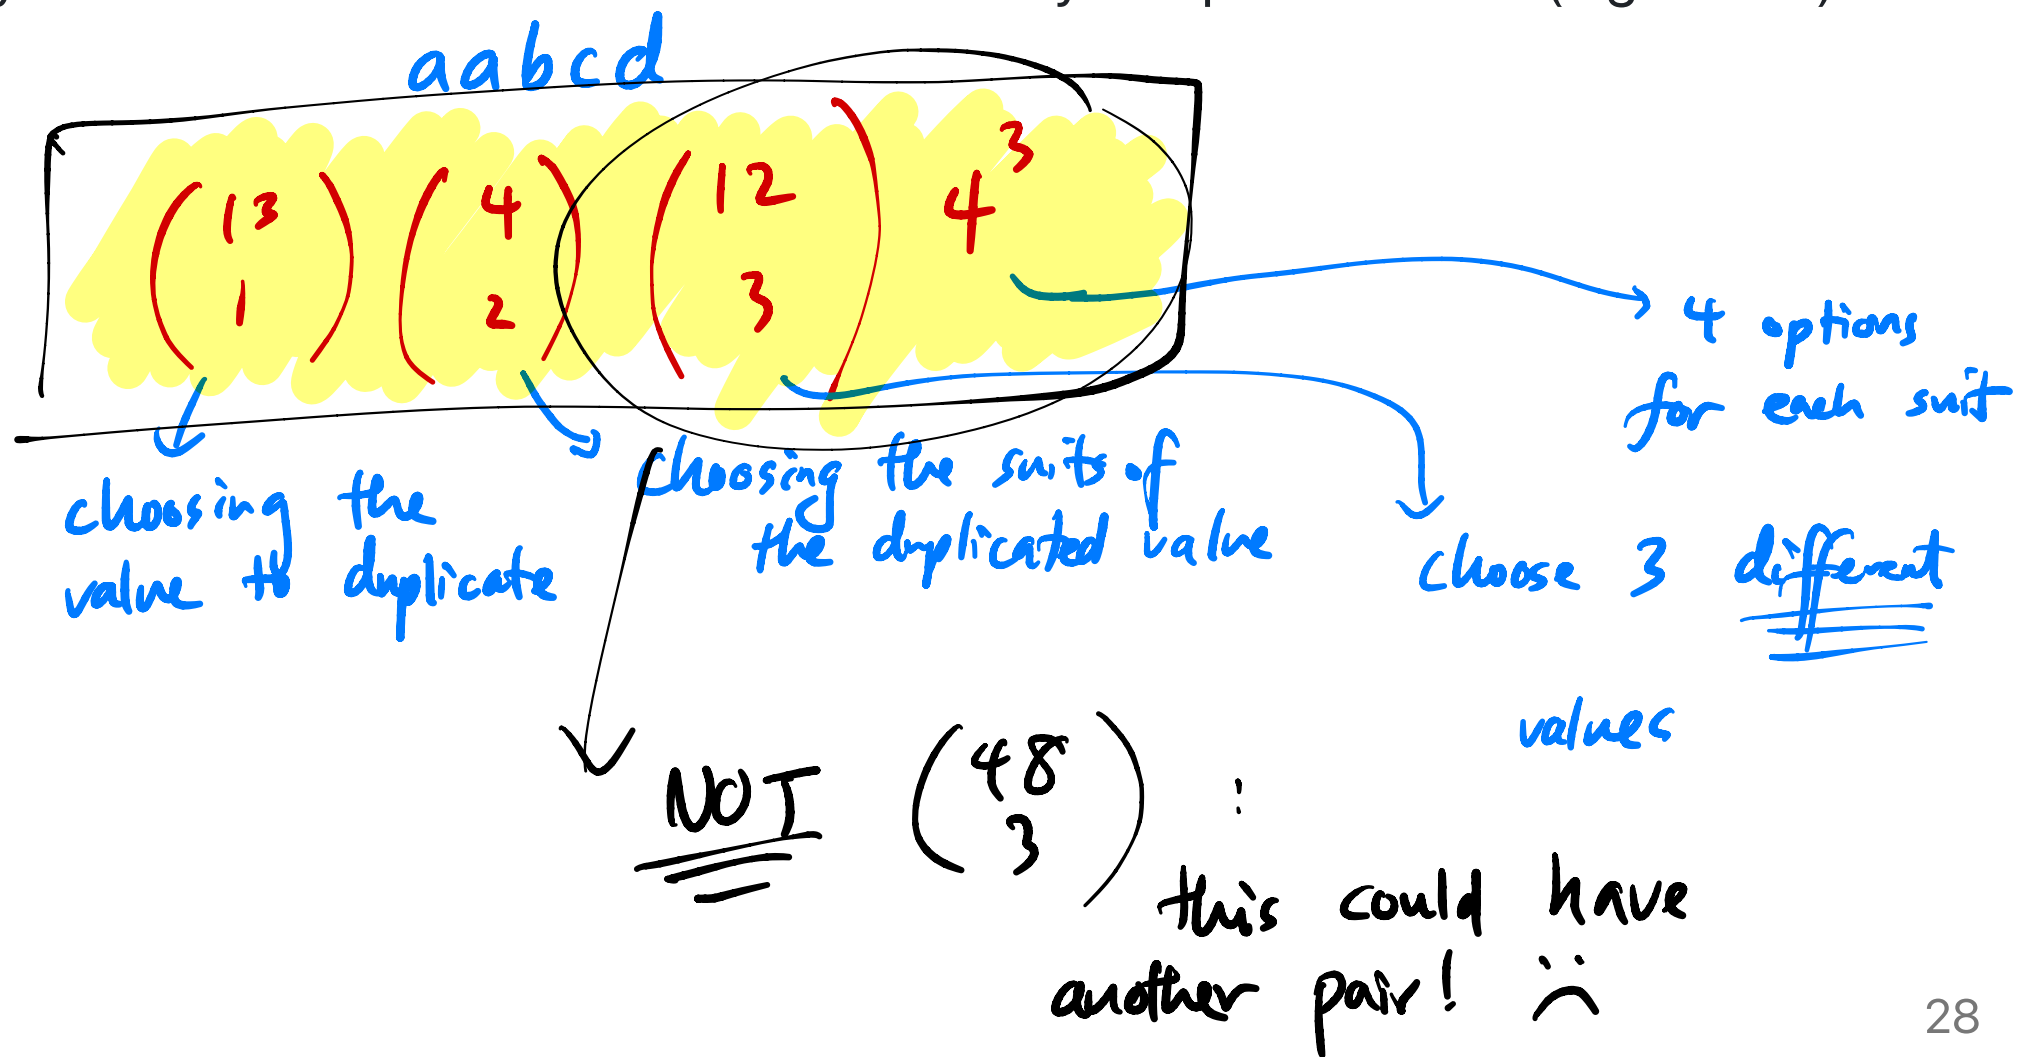 aabcd
(13 1) (4 2) (12 3) 4^3
4 options
for each suit
choosing the
value to duplicate
choosing the suits of
the duplicated value
choose 3 different
values
NOT (48 3) :
this could have
another pair! :(
28